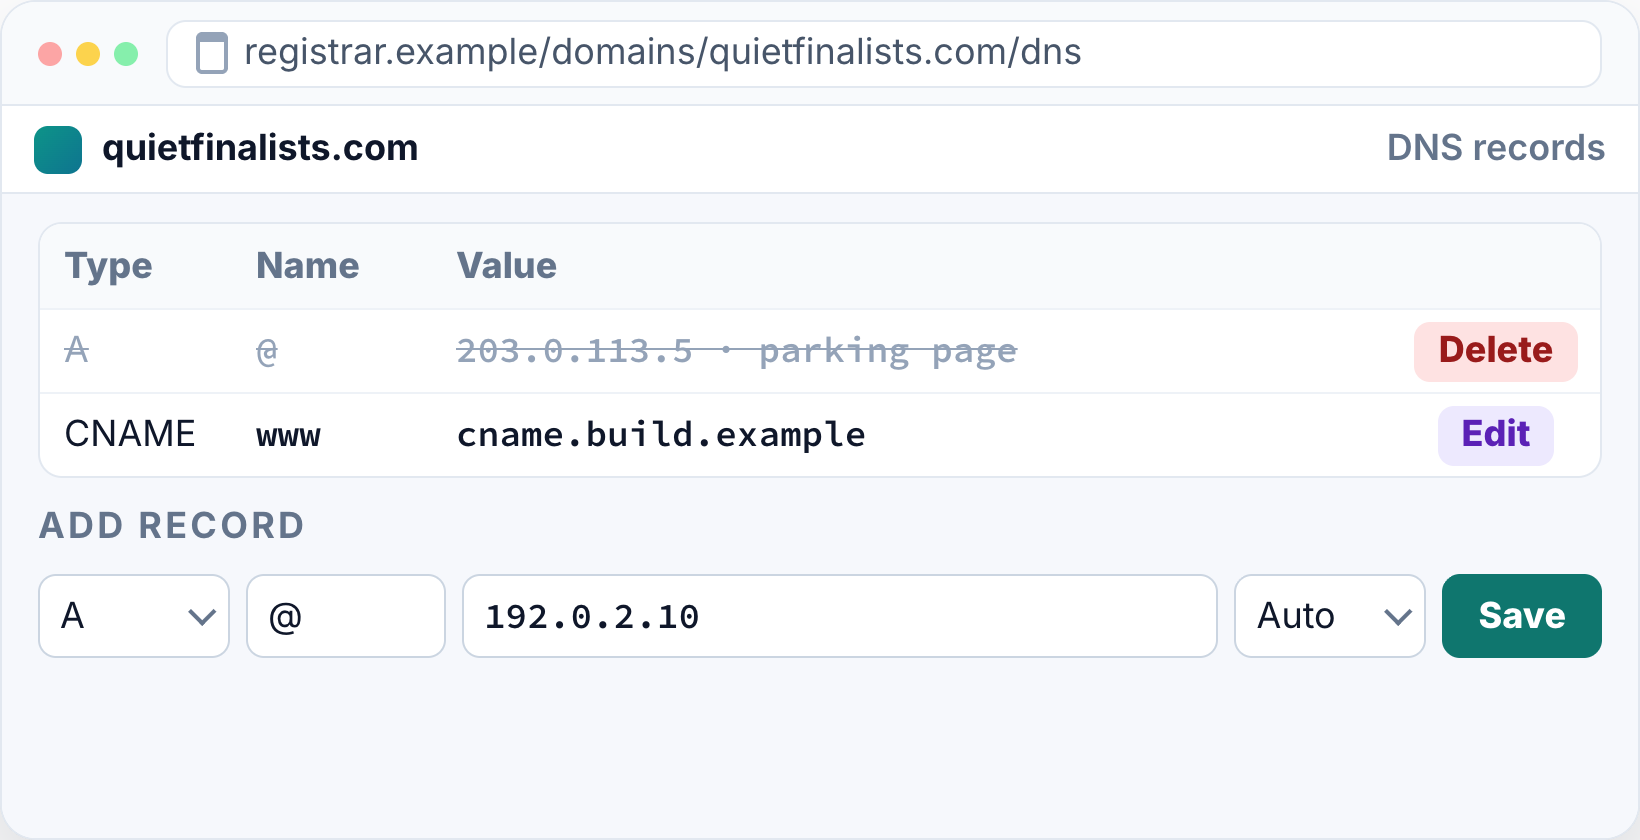 registrar.example/domains/quietfinalists.com/dns
quietfinalists.com DNS records
Type Name Value
A @ 203.0.113.5 · parking page Delete
CNAME www cname.build.example Edit
ADD RECORD
A @ 192.0.2.10 Auto Save